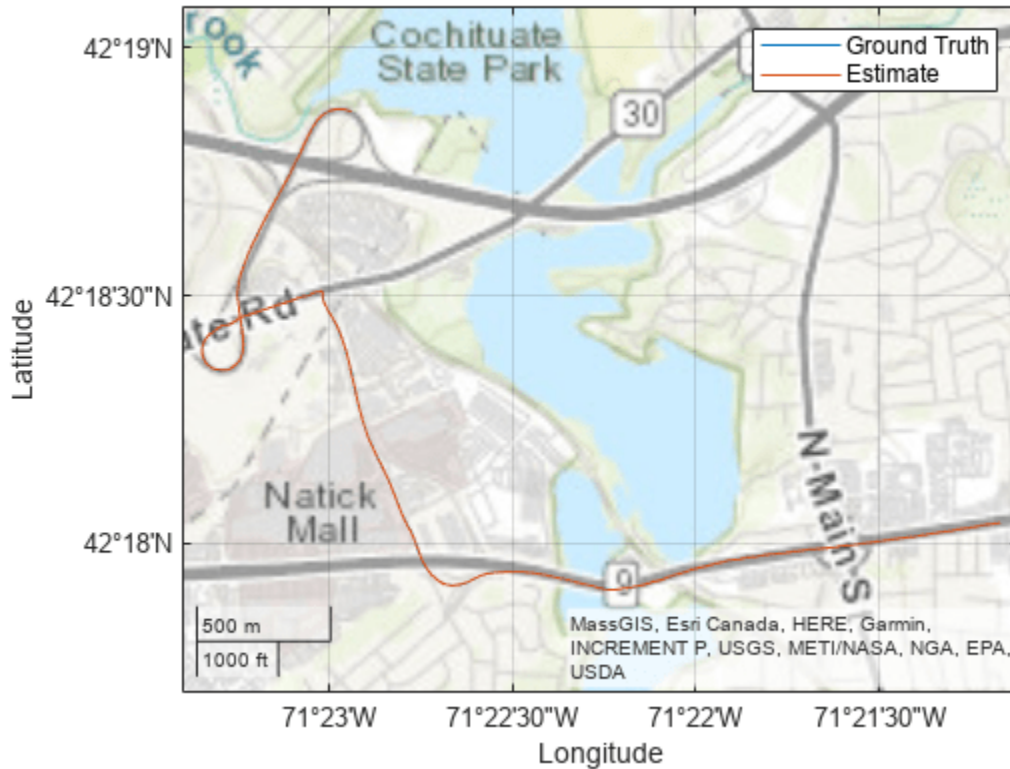 rook
Cochituate
State Park
Ground Truth
Estimate
30
ate Rd
Natick
Mall
N-Main-S
9
500 m
1000 ft
MassGIS, Esri Canada, HERE, Garmin,
INCREMENT P, USGS, METI/NASA, NGA, EPA,
USDA
42°19'
42°18'30"N
42°18'N
Latitude
71°23'W
71°22'30"W
71°22'W
71°21'30"W
Longitude